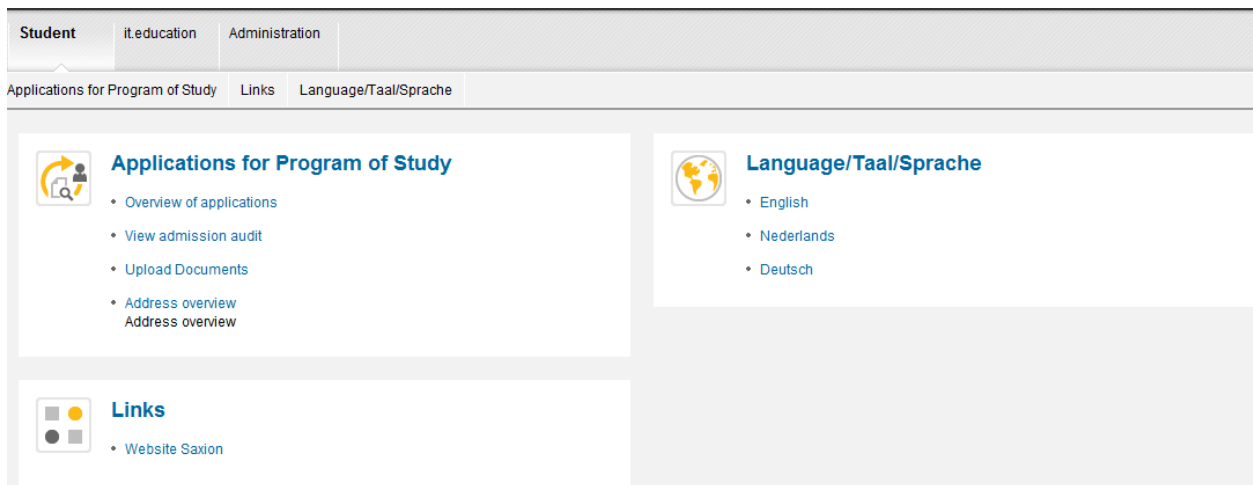 Student it.education Administration
Applications for Program of Study Links Language/Taal/Sprache
Applications for Program of Study
Overview of applications
View admission audit
Upload Documents
Address overview
Address overview
Language/Taal/Sprache
English
Nederlands
Deutsch
Links
Website Saxion